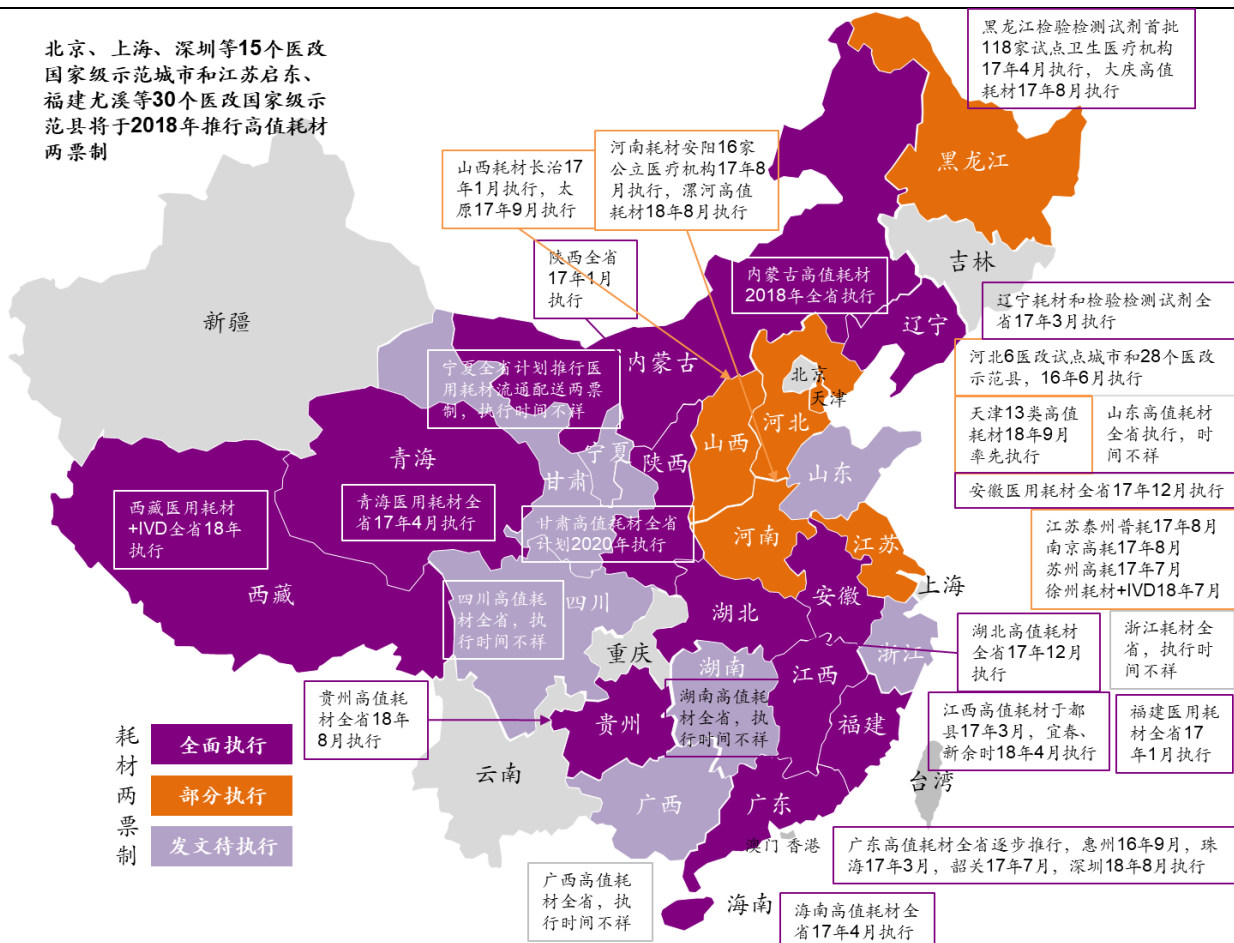 北京、上海、深圳等15个医改
国家级示范城市和江苏启东、
福建尤溪等30个医改国家级示
范县将于2018年推行高值耗材
两票制
黑龙江检验检测试剂首批
118家试点卫生医疗机构
17年4月执行，大庆高值
耗材17年8月执行
河南耗材安阳16家
公立医疗机构17年8
月执行，漯河高值
耗材18年8月执行
山西耗材长治17
年1月执行，太
原17年9月执行
黑龙江
陕西全省
17年1月
执行
内蒙古高值耗材
2018年全省执行
吉林
辽宁耗材和检验检测试剂全
省17年3月执行
辽宁
新疆
内蒙古
宁夏全省计划推行医
用耗材流通配送两票
制，执行时间不祥
河北6医改试点城市和28个医改
示范县，16年6月执行
北京
天津
河北
天津13类高值
耗材18年9月
率先执行
山东高值耗材
全省执行，时
间不祥
山西
山东
青海
宁夏
陕西
甘肃
安徽医用耗材全省17年12月执行
西藏医用耗材
+IVD全省18年
执行
青海医用耗材全
省17年4月执行
甘肃高值耗材全省
计划2020年执行
河南
江苏
江苏泰州普耗17年8月
南京高耗17年8月
苏州高耗17年7月
徐州耗材+IVD18年7月
上海
西藏
四川高值耗
材全省，执
行时间不祥
四川
湖北
安徽
重庆
湖南
江西
浙江
湖北高值耗材
全省17年12月
执行
浙江耗材全
省，执行时
间不祥
贵州高值耗
材全省18年
8月执行
贵州
湖南高值耗
材全省，执
行时间不祥
福建
江西高值耗材于都
县17年3月，宜春、
新余时18年4月执行
福建医用耗
材全省17
年1月执行
耗材两票制
全面执行
部分执行
发文待执行
云南
广西
广东
台湾
澳门 香港
广东高值耗材全省逐步推行，惠州16年9月，珠
海17年3月，韶关17年7月，深圳18年8月执行
广西高值耗
材全省，执
行时间不祥
海南
海南高值耗材全
省17年4月执行